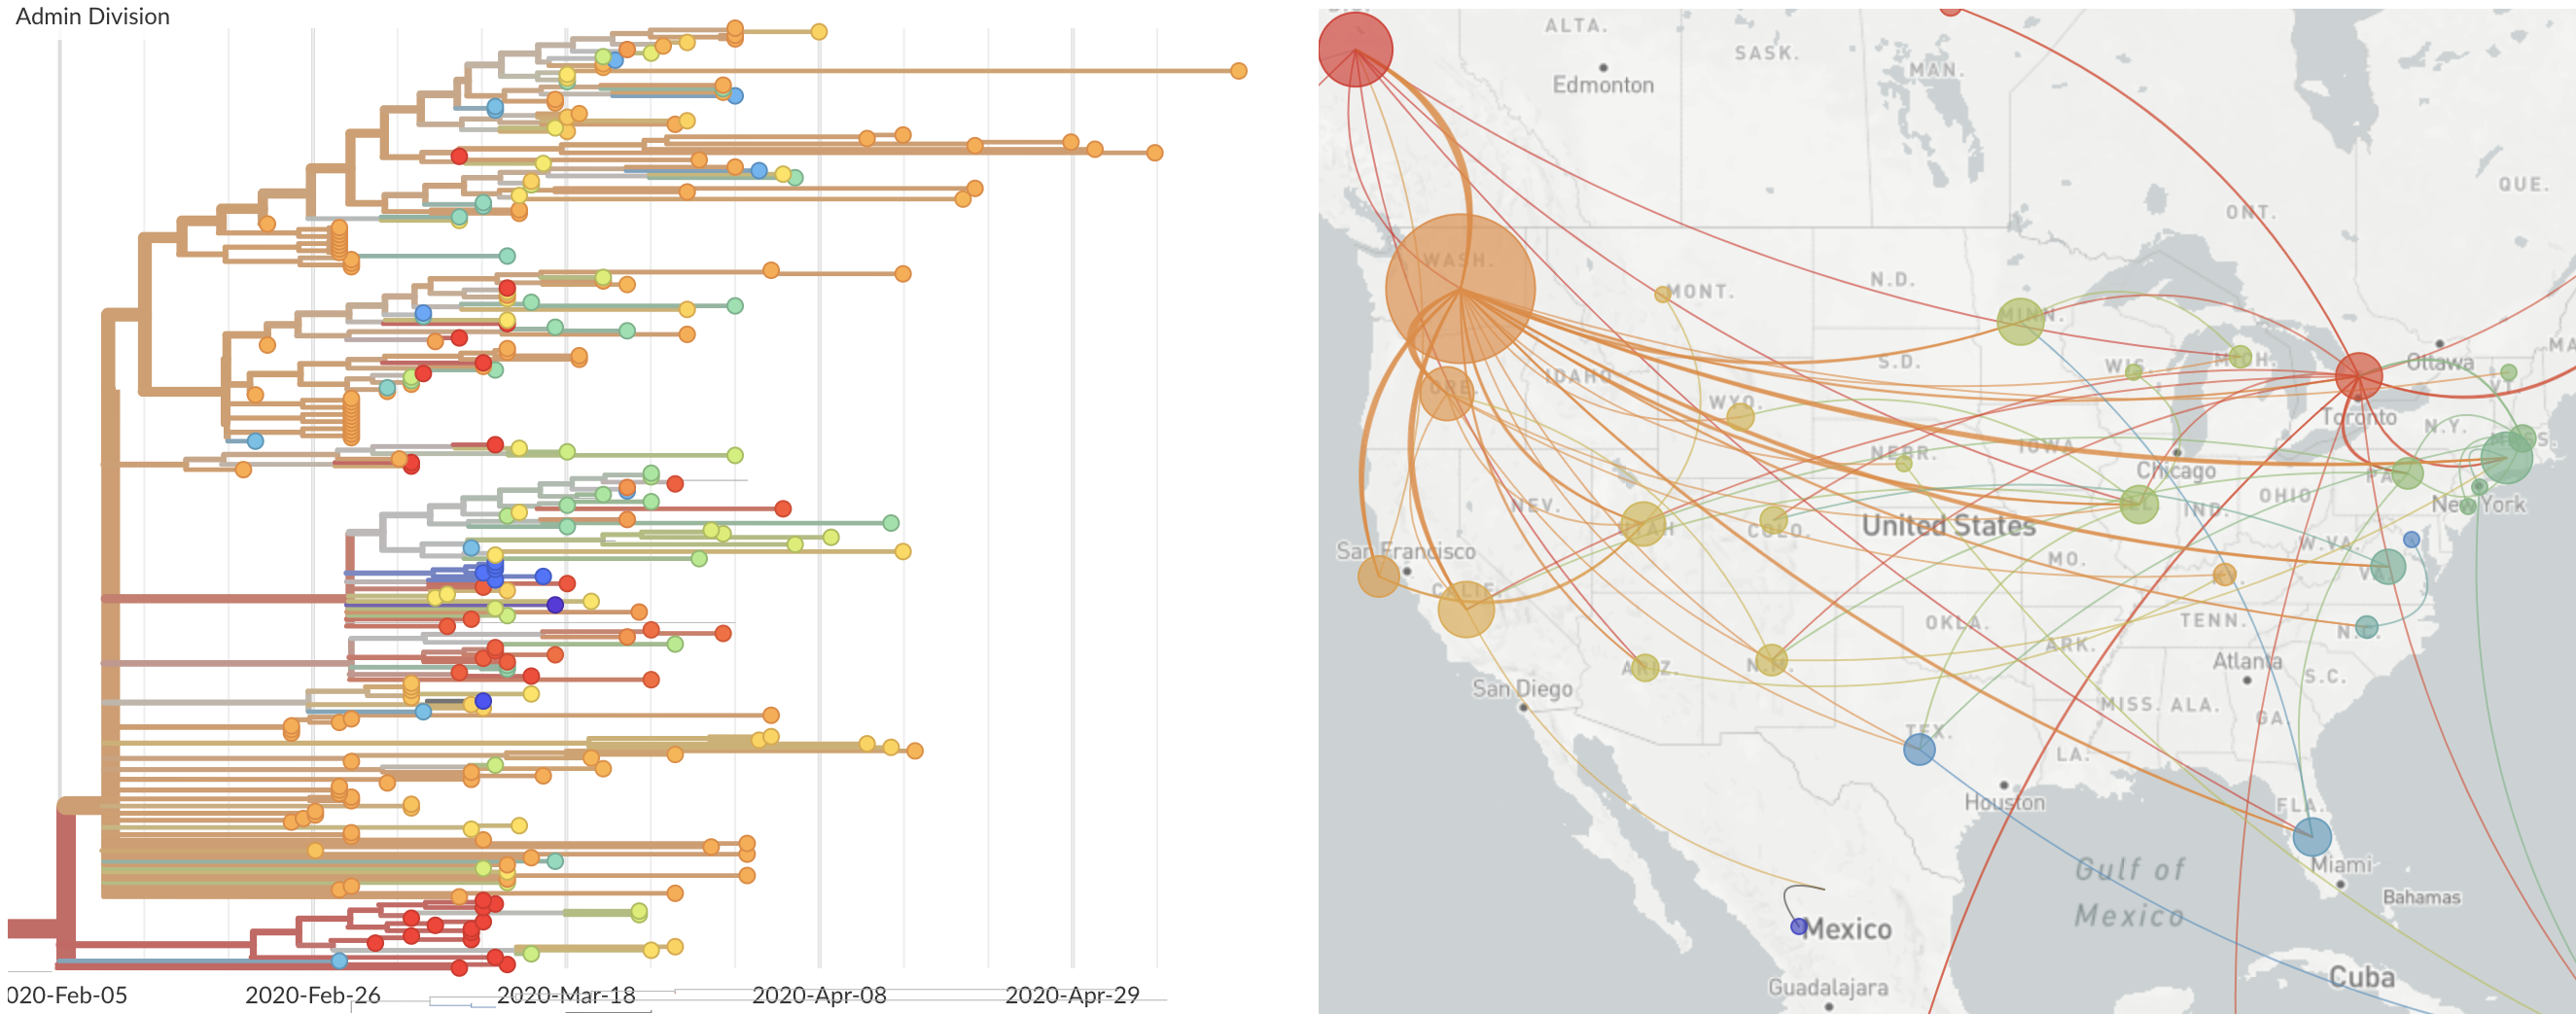 Admin Division
020-Feb-05
2020-Feb-26
2020-Mar-18
2020-Apr-08
2020-Apr-29
ALTA.
SASK.
MAN.
Edmonton
QUE.
ONT.
WASH.
MONT.
N.D.
MINN.
Ottawa
MICH.
WIS.
VT.
MA
S.D.
IDAHO
ORE.
WYO.
Toronto
N.Y.
MASS.
NEBR.
IOWA
Chicago
PA.
NEV.
UTAH
COLO.
United States
ILL.
IND.
OHIO
New York
San Francisco
CALIF.
MO.
W.VA.
VA.
OKLA.
TENN.
N.C.
ARK.
Atlanta
ARIZ.
N.M.
S.C.
San Diego
MISS.
ALA.
GA.
TEX.
LA.
Houston
FLA.
Gulf of
Mexico
Miami
Bahamas
Mexico
Cuba
Guadalajara